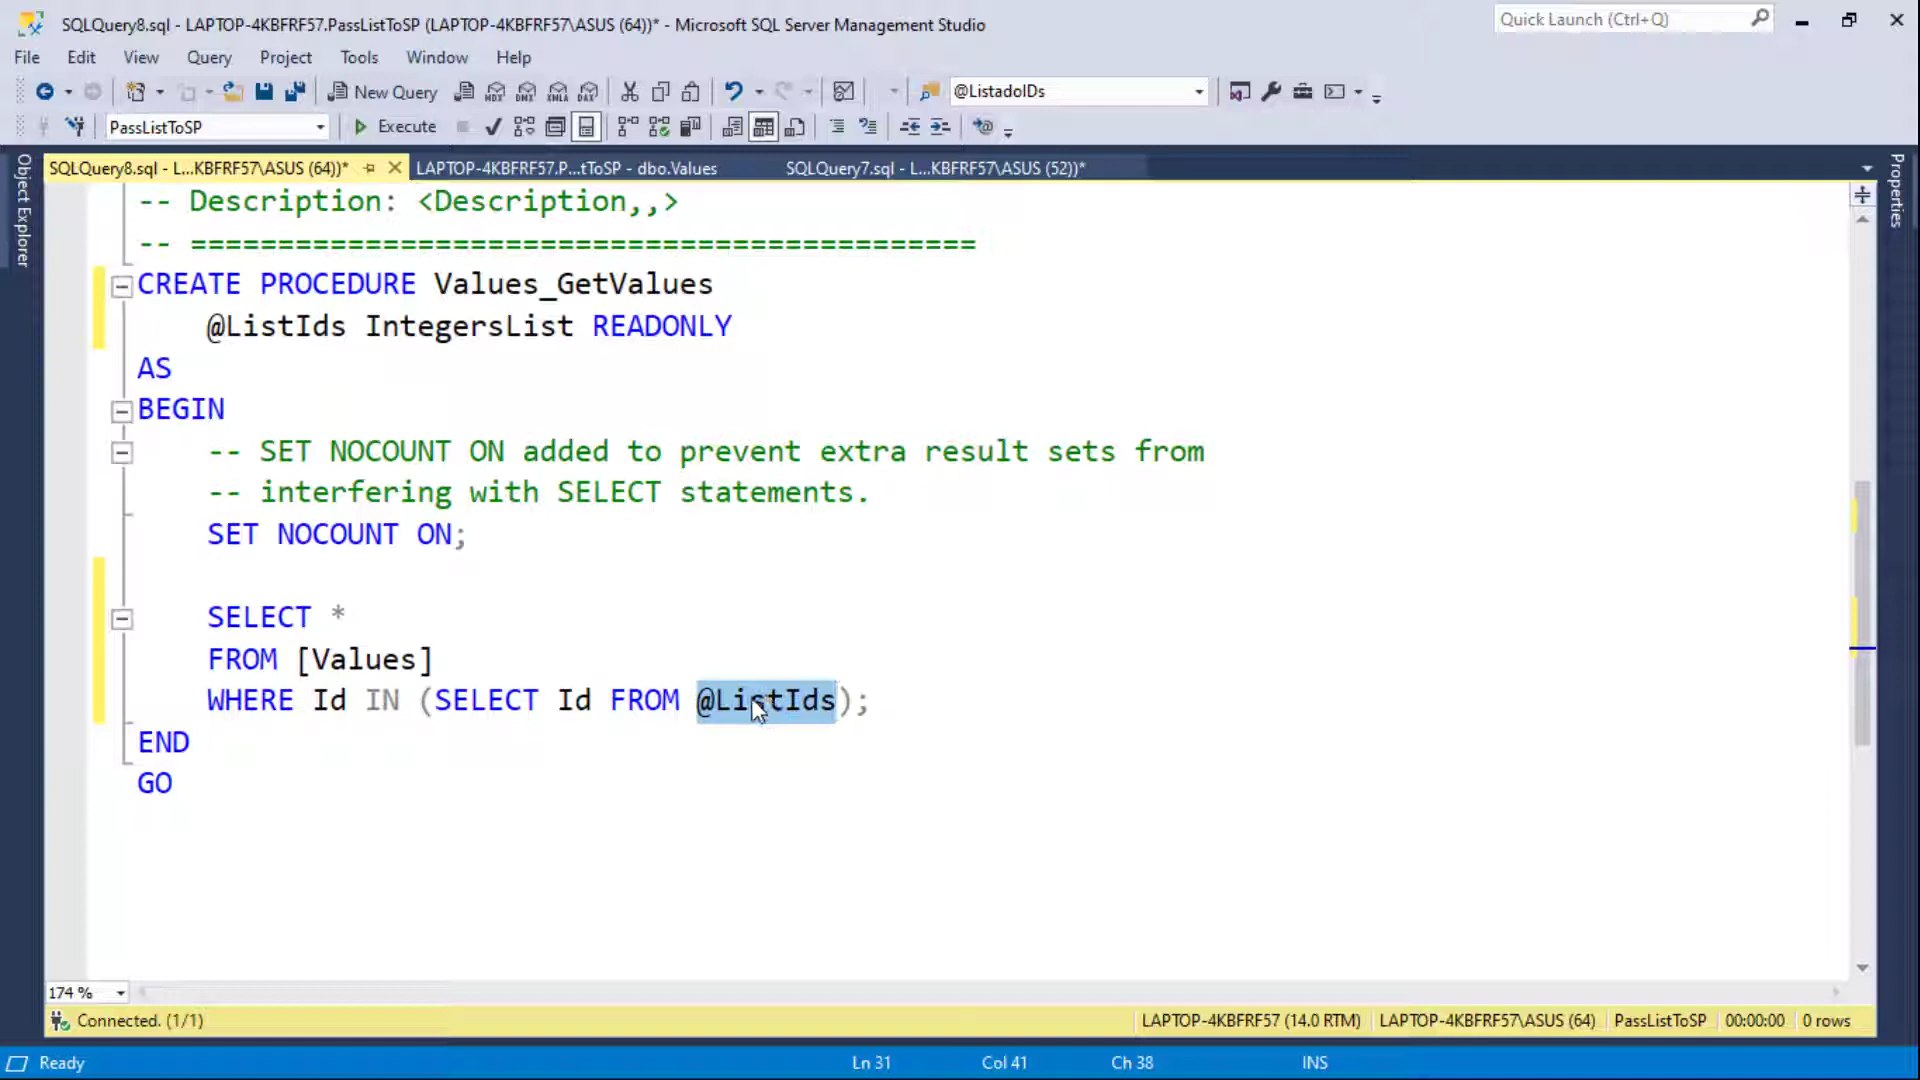 SQLQuery8.sql - LAPTOP-4KBFRF57.PassListToSP (LAPTOP-4KBFRF57\ASUS (64))* - Microsoft SQL Server Management Studio
Quick Launch (Ctrl+Q)
File Edit View Query Project Tools Window Help
New Query
MDX DMX XMLA DAX
@ListadoIDs
PassListToSP
Execute
SQLQuery8.sql - L...KBFRF57\ASUS (64))*
LAPTOP-4KBFRF57.P...tToSP - dbo.Values
SQLQuery7.sql - L...KBFRF57\ASUS (52))*
Object Explorer
Properties
-- Description: <Description,,>
-- =============================================
CREATE PROCEDURE Values_GetValues
@ListIds IntegersList READONLY
AS
BEGIN
-- SET NOCOUNT ON added to prevent extra result sets from
-- interfering with SELECT statements.
SET NOCOUNT ON;
SELECT *
FROM [Values]
WHERE Id IN (SELECT Id FROM @ListIds);
END
GO
174 %
Connected. (1/1)
LAPTOP-4KBFRF57 (14.0 RTM)
LAPTOP-4KBFRF57\ASUS (64)
PassListToSP
00:00:00
0 rows
Ready
Ln 31
Col 41
Ch 38
INS